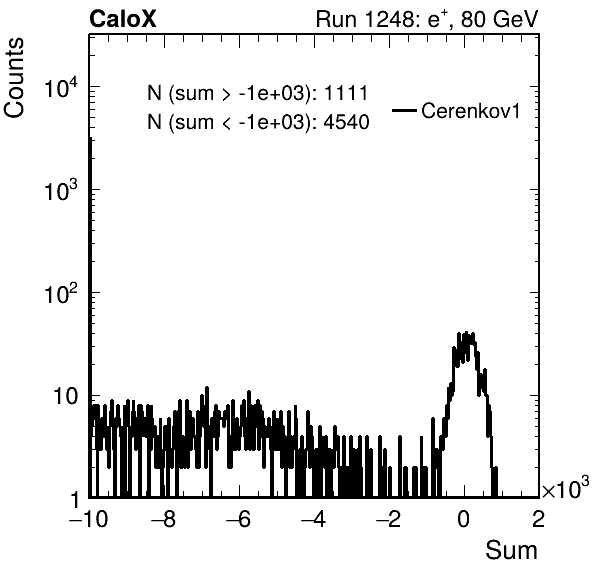 CaloX Run 1248: e⁺, 80 GeV
Counts
N (sum > -1e+03): 1111
N (sum < -1e+03): 4540
Cerenkov1
10⁴
10³
10²
10
1
−10 −8 −6 −4 −2 0 2
×10³
Sum